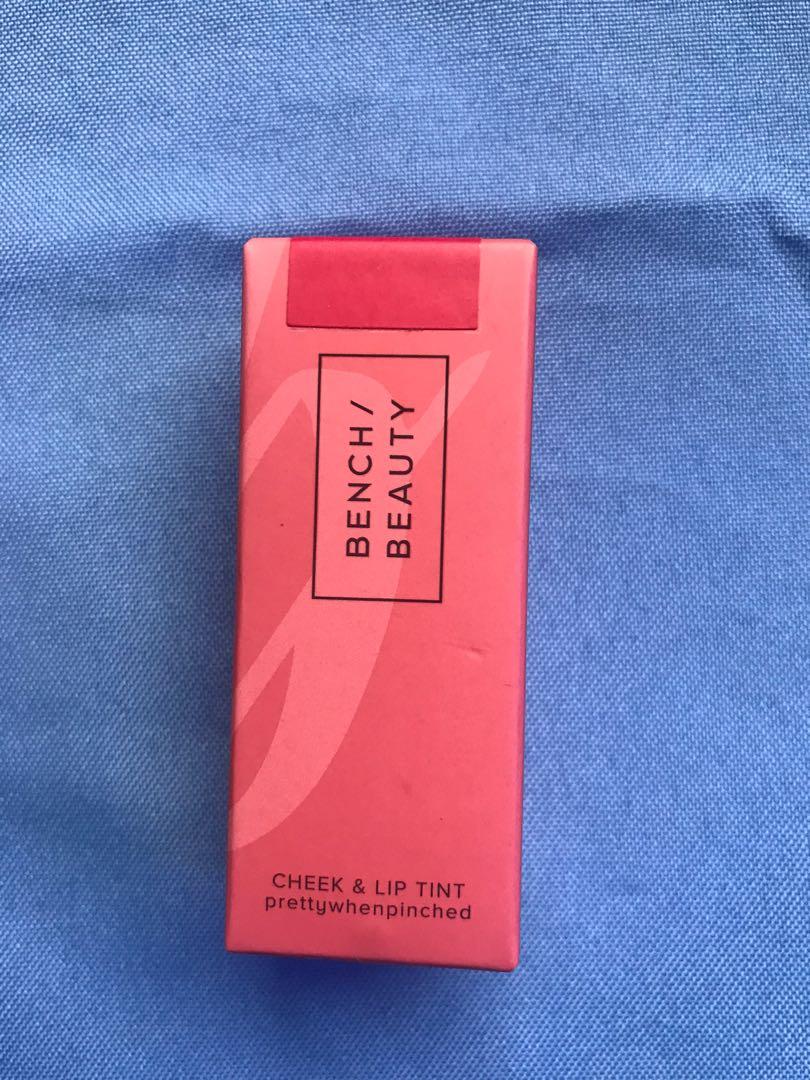 BENCH/
BEAUTY
CHEEK & LIP TINT
prettywhenpinched